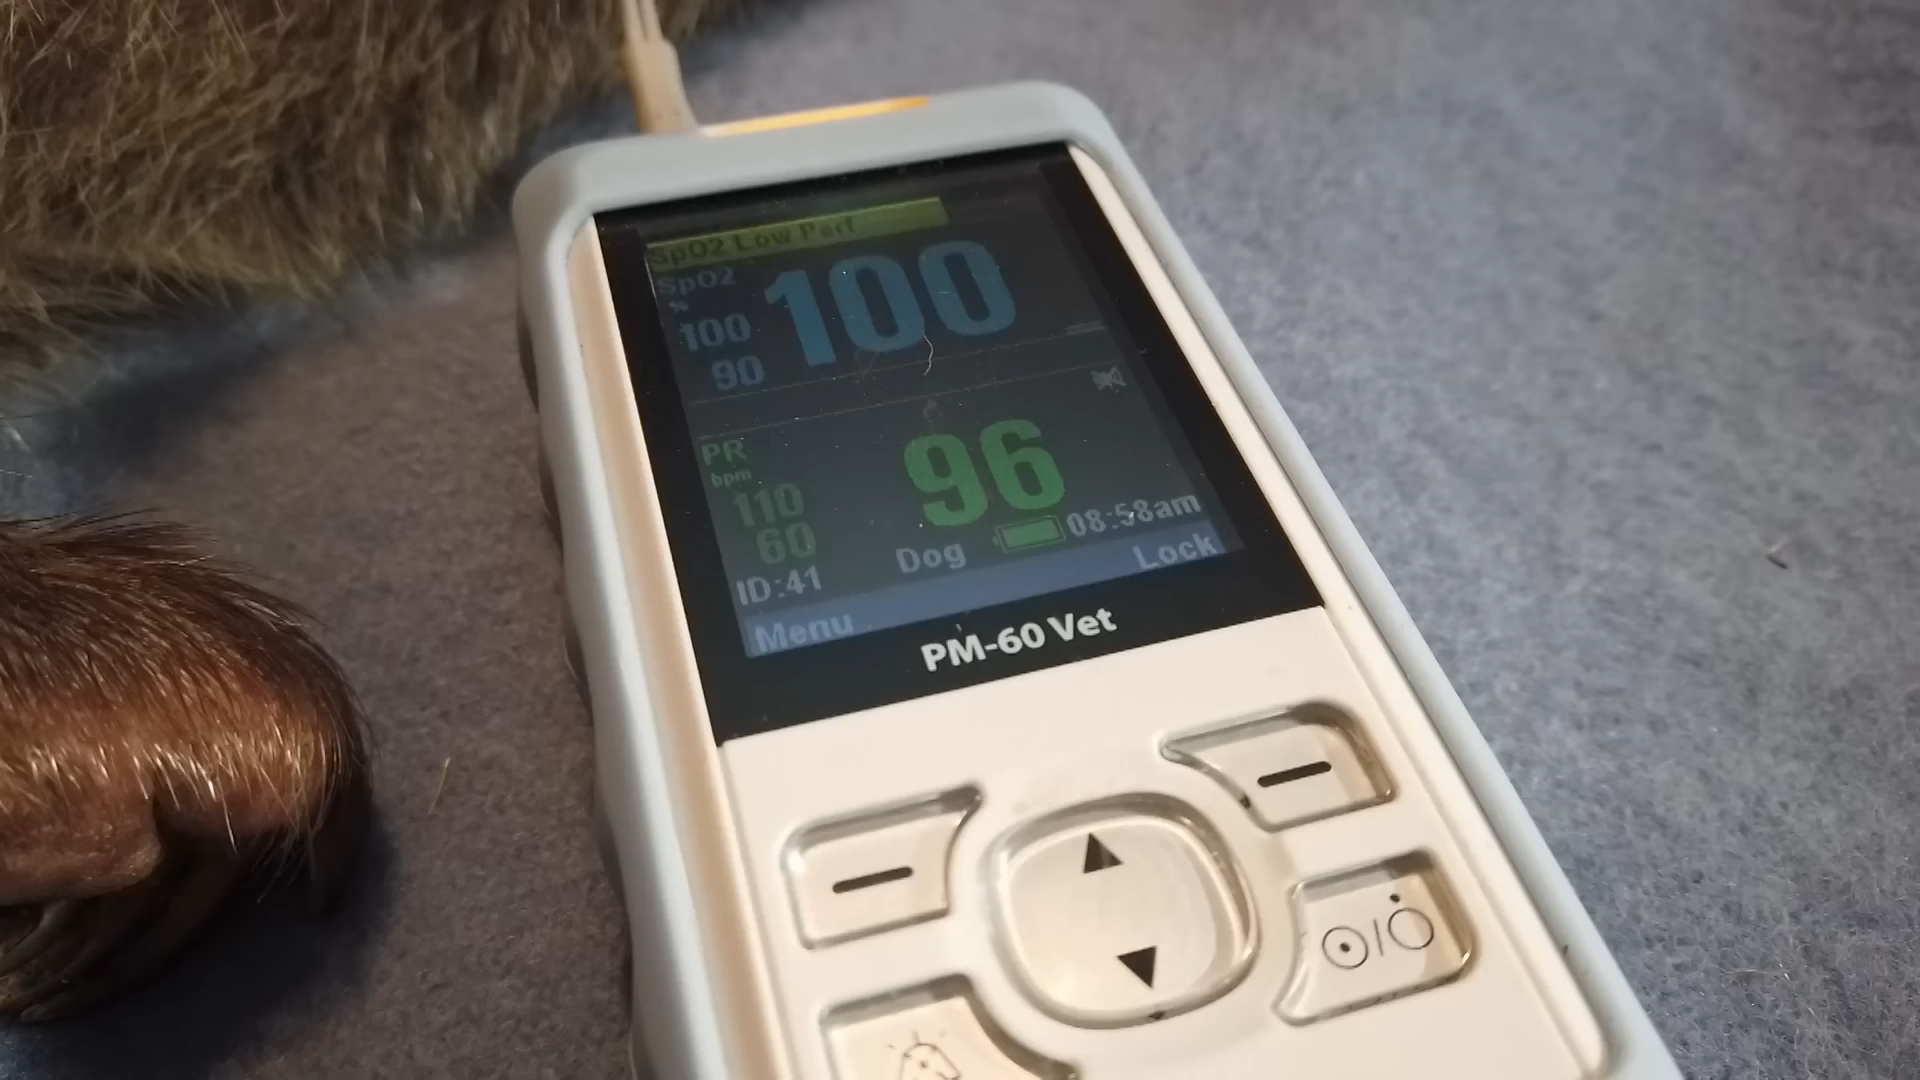 SpO2 Low Perf
SpO2
%
100
100
90
PR
bpm
96
110
60
08:58am
ID:41
Dog
Menu
Lock
PM-60 Vet